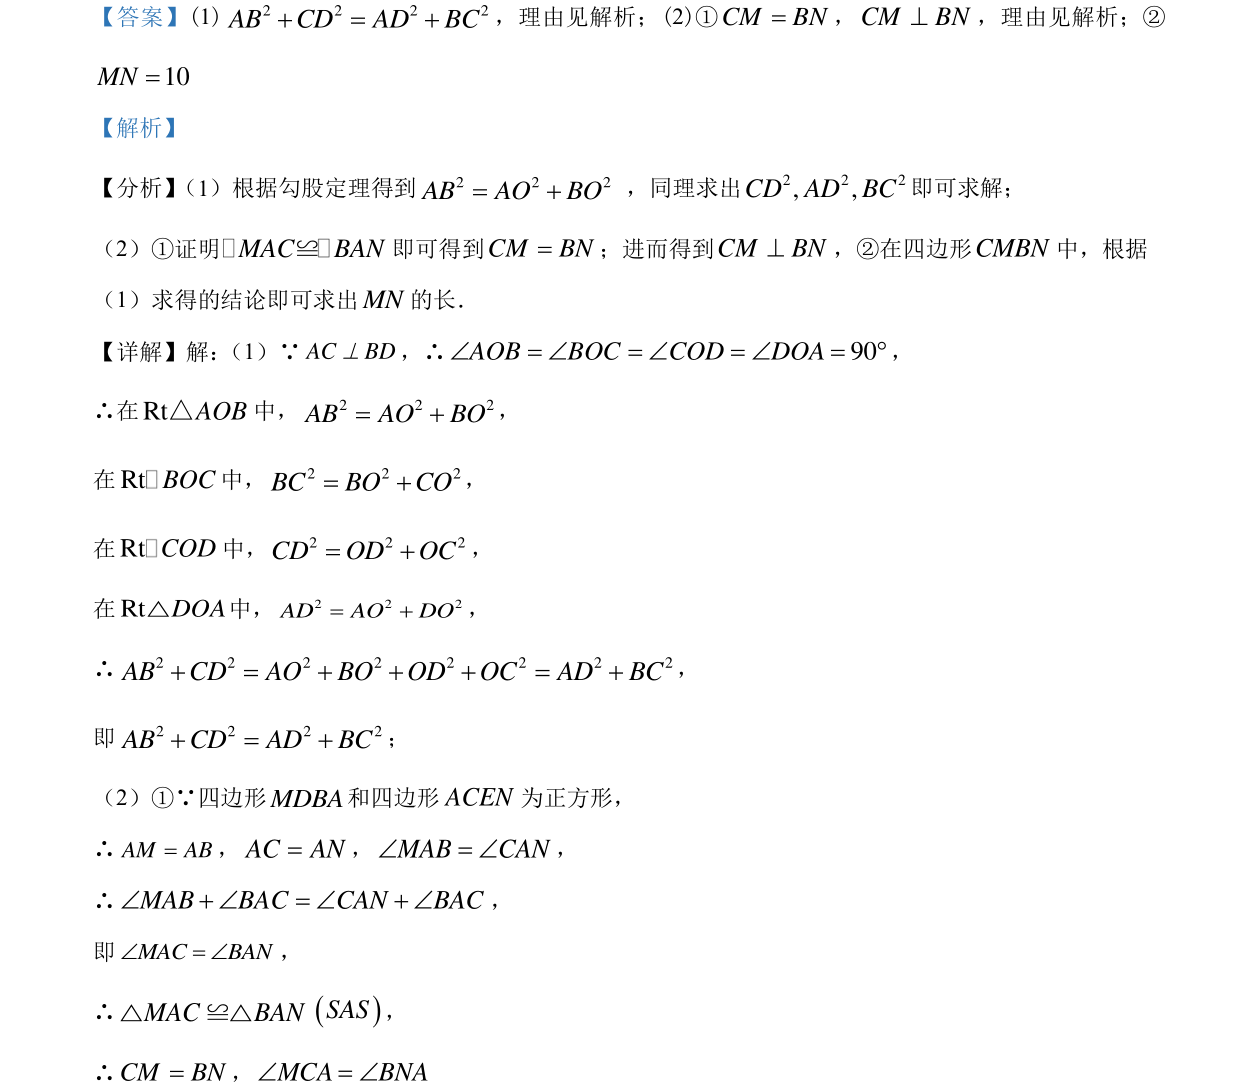 【答案】(1) AB² + CD² = AD² + BC²，理由见解析；(2)①CM = BN， CM ⊥ BN，理由见解析；②
MN = 10
【解析】
【分析】（1）根据勾股定理得到 AB² = AO² + BO² ，同理求出 CD², AD², BC² 即可求解；
（2）①证明□MAC≌□BAN 即可得到 CM = BN；进而得到 CM ⊥ BN，②在四边形 CMBN 中，根据
（1）求得的结论即可求出 MN 的长．
【详解】解：（1）∵ AC ⊥ BD，∴ ∠AOB = ∠BOC = ∠COD = ∠DOA = 90°，
∴在 Rt△AOB 中， AB² = AO² + BO²，
在 Rt□BOC 中， BC² = BO² + CO²，
在 Rt□COD 中， CD² = OD² + OC²，
在 Rt△DOA 中， AD² = AO² + DO²，
∴ AB² + CD² = AO² + BO² + OD² + OC² = AD² + BC²，
即 AB² + CD² = AD² + BC²；
（2）①∵四边形 MDBA 和四边形 ACEN 为正方形，
∴ AM = AB， AC = AN， ∠MAB = ∠CAN，
∴ ∠MAB + ∠BAC = ∠CAN + ∠BAC，
即 ∠MAC = ∠BAN，
∴ △MAC ≌△BAN (SAS)，
∴ CM = BN， ∠MCA = ∠BNA